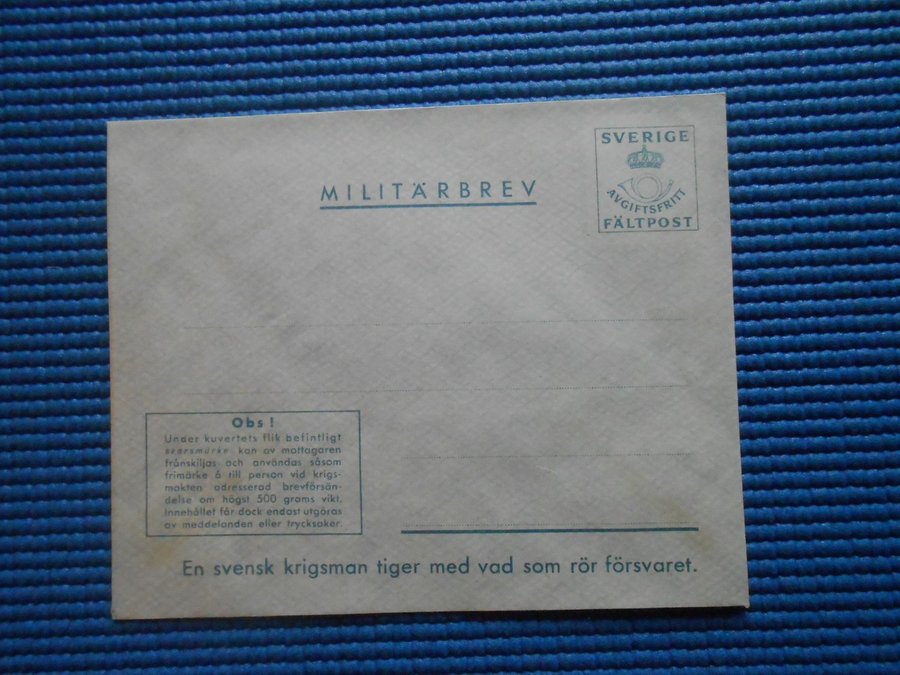 SVERIGE
AVGIFTSFRITT
FÄLTPOST
MILITÄRBREV
Obs!
Under kuvertets flik befintligt
svarsmärke kan av mottagaren
frånskiljas och användas såsom
frimärke å till person vid krigs-
makten adresserad brevförsän-
delse om högst 500 grams vikt.
Innehållet får dock endast utgöras
av meddelanden eller trycksaker.
En svensk krigsman tiger med vad som rör försvaret.